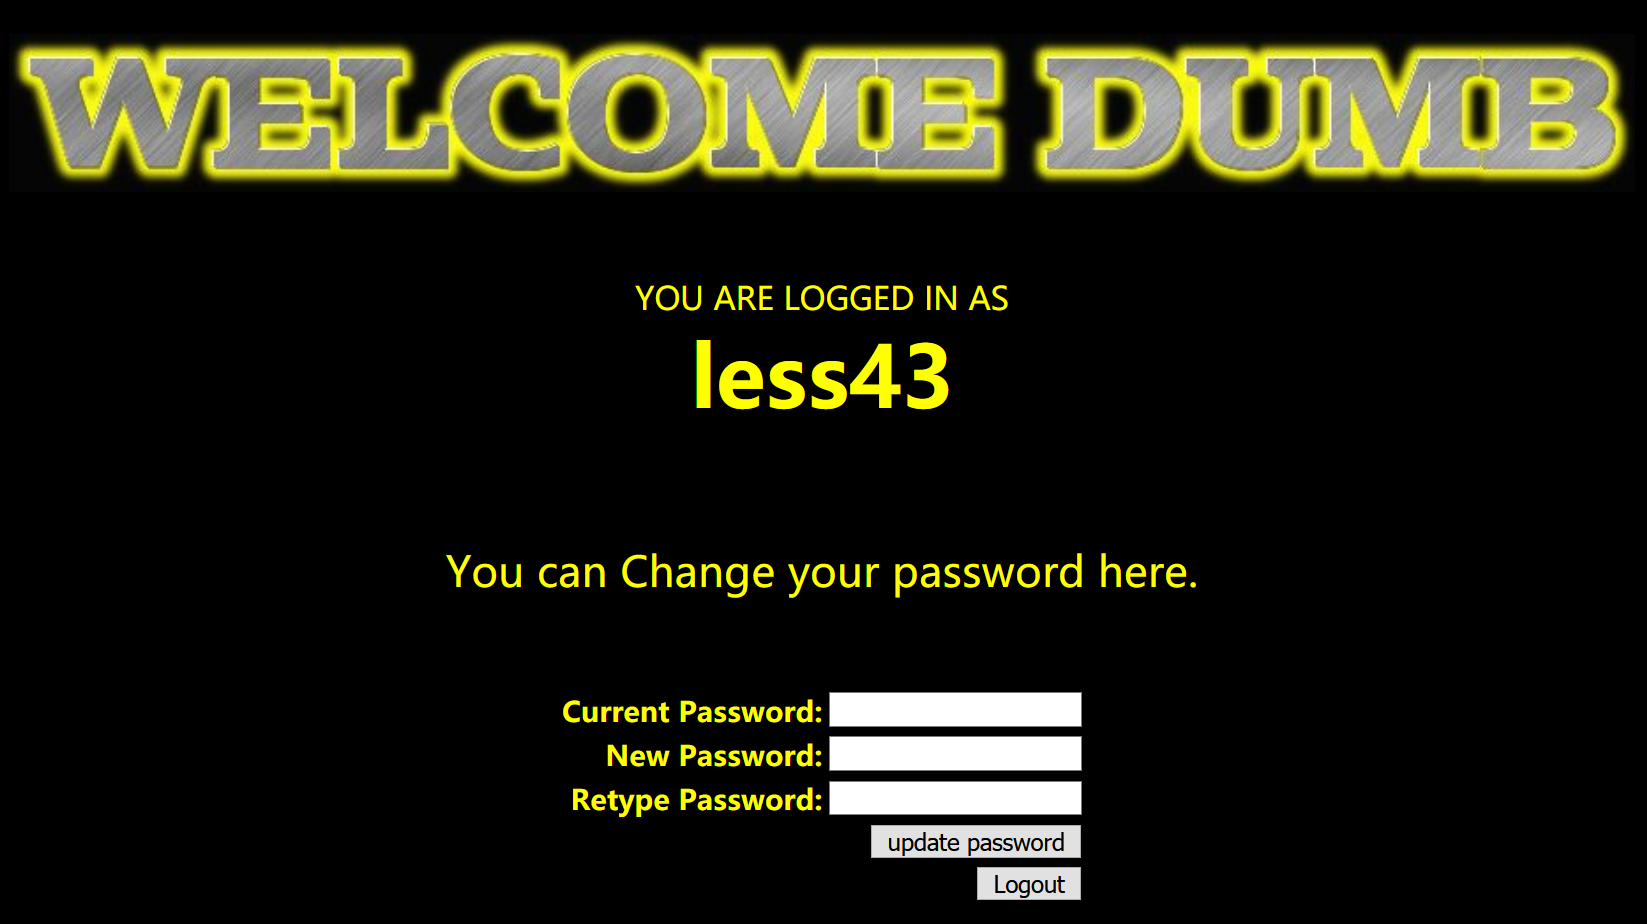 WELCOME DUMB
YOU ARE LOGGED IN AS
less43
You can Change your password here.
Current Password:
New Password:
Retype Password:
update password
Logout